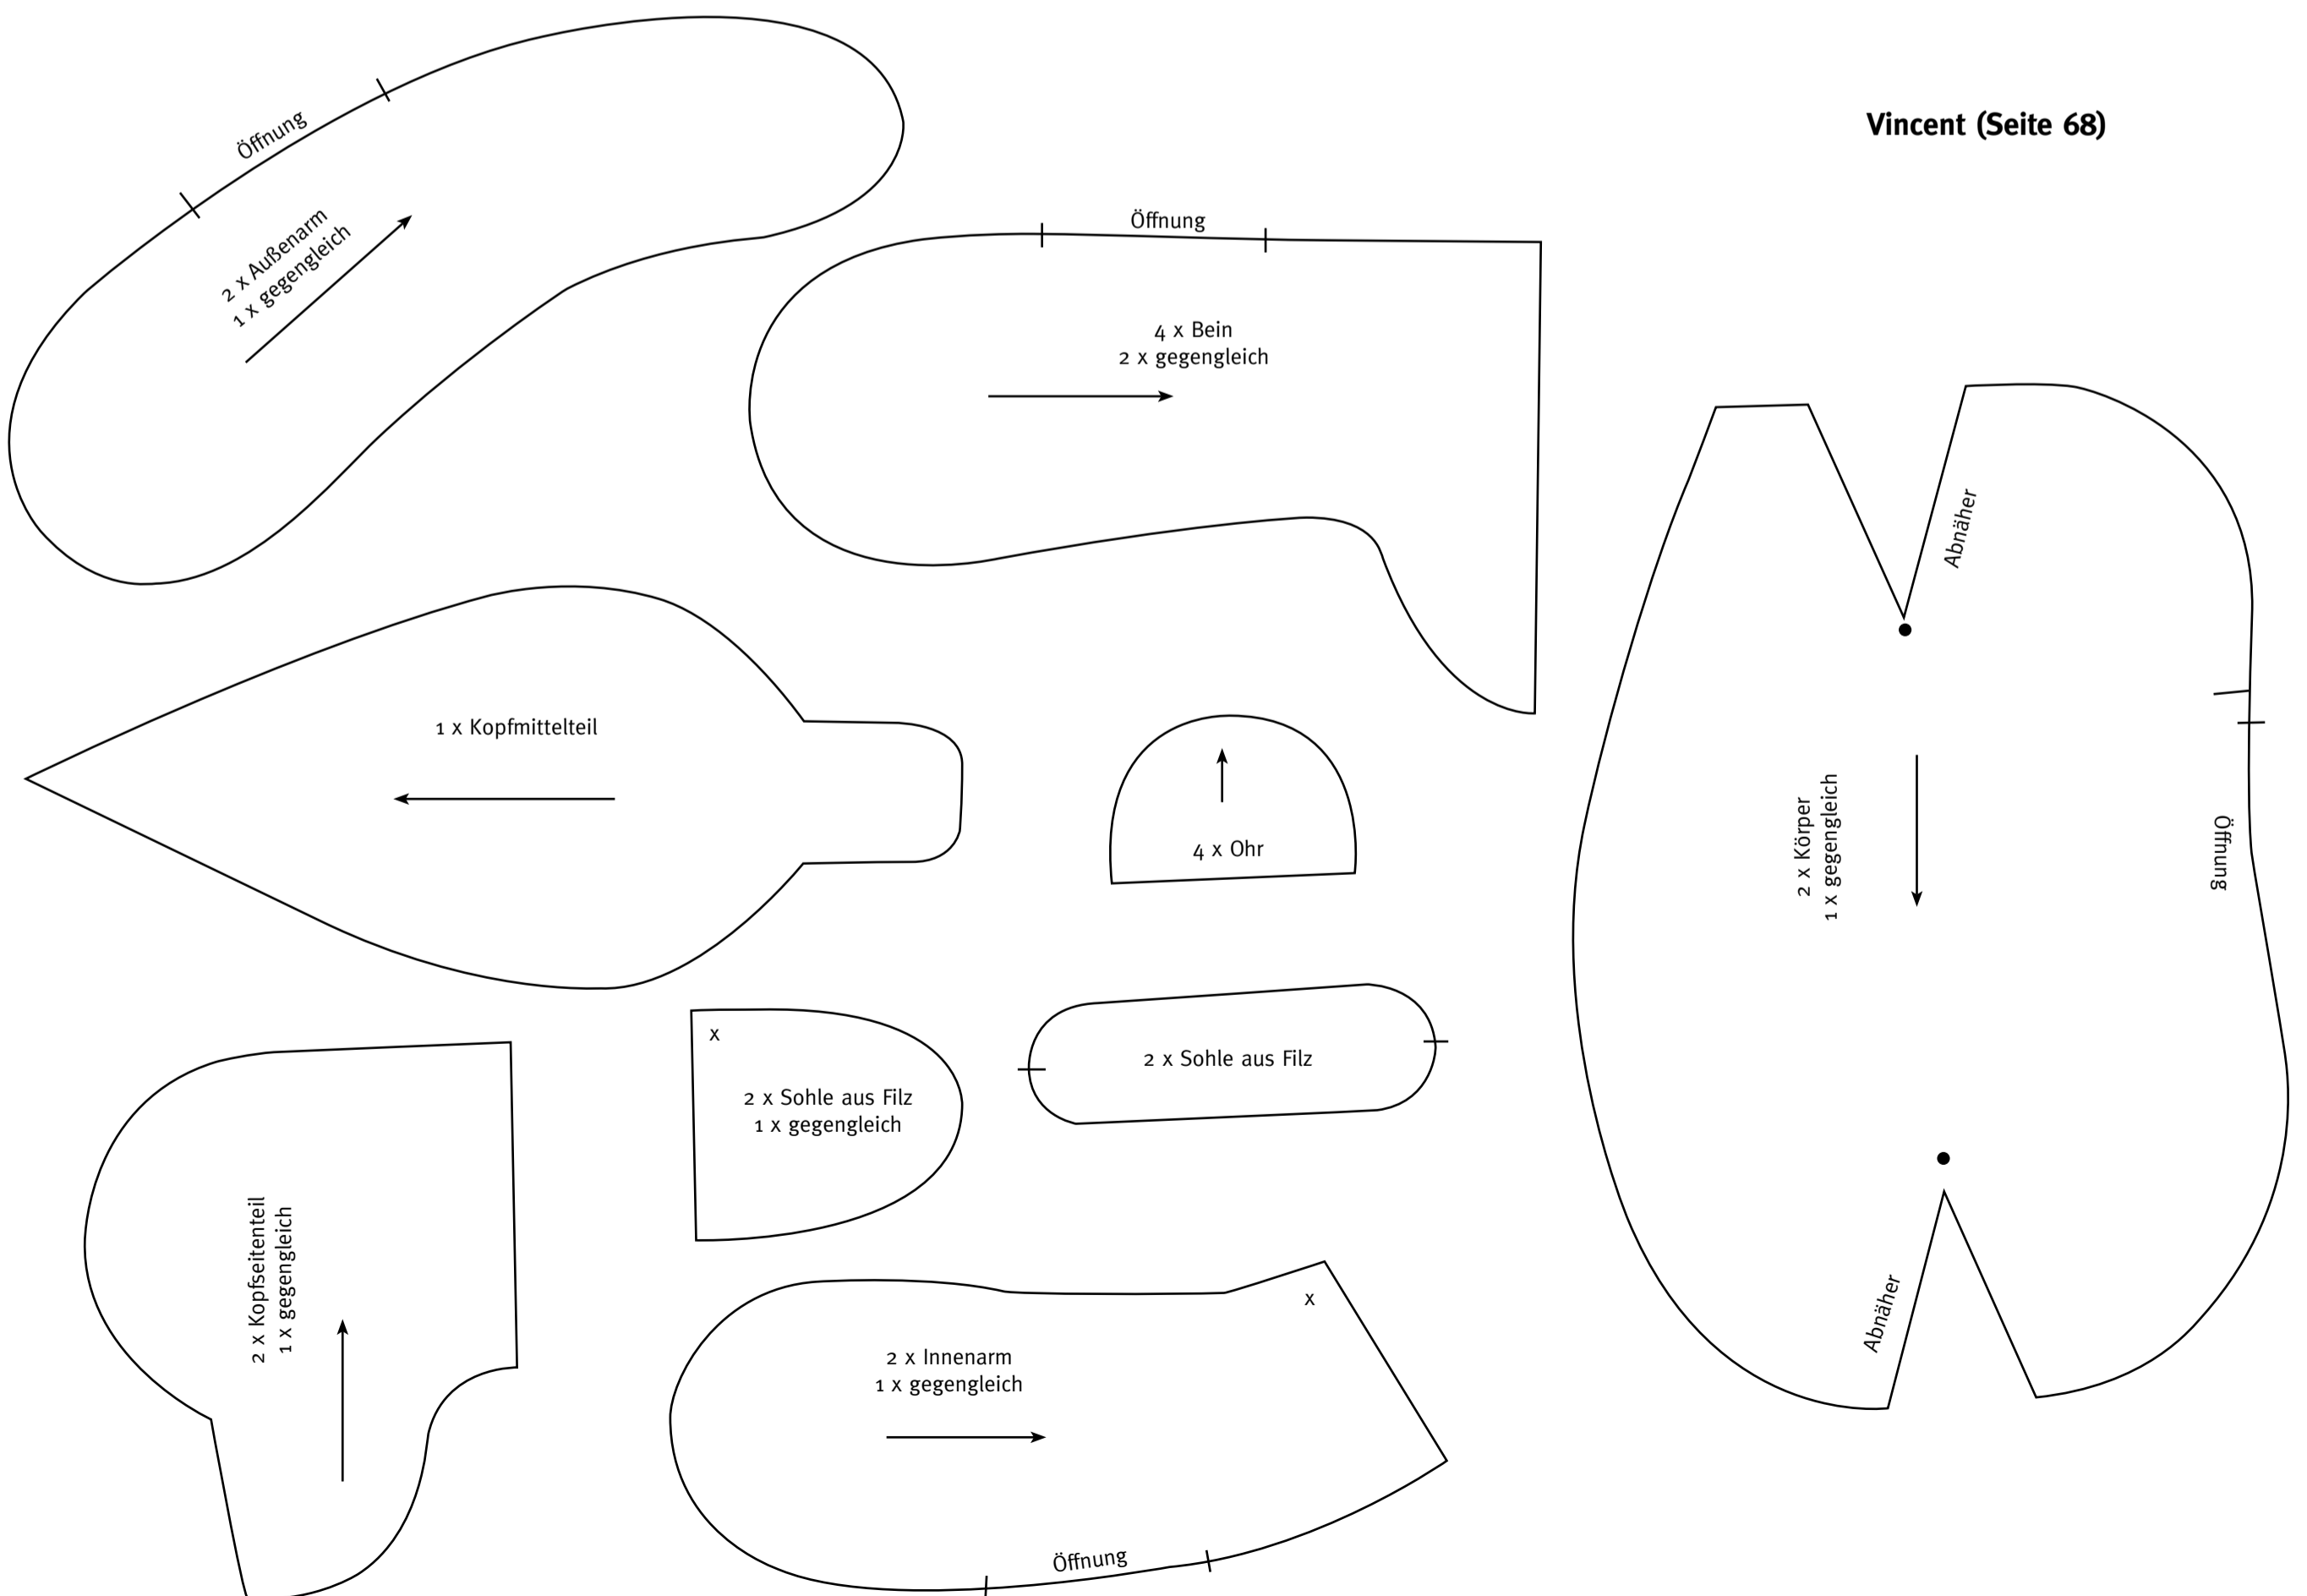 Vincent (Seite 68)
Öffnung
2 x Außenarm
1 x gegengleich
Öffnung
4 x Bein
2 x gegengleich
Abnäher
1 x Kopfmittelteil
4 x Ohr
2 x Körper
1 x gegengleich
Öffnung
x
2 x Sohle aus Filz
1 x gegengleich
2 x Sohle aus Filz
2 x Kopfseitenteil
1 x gegengleich
x
2 x Innenarm
1 x gegengleich
Öffnung
Abnäher